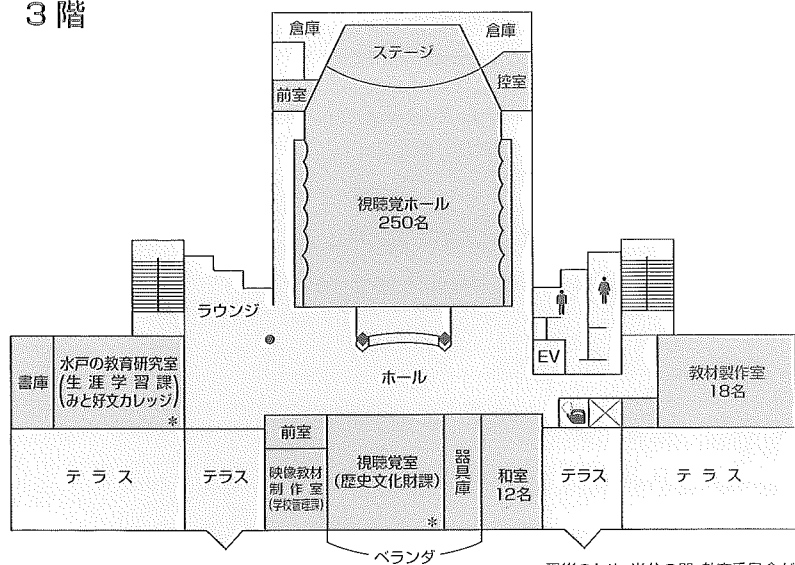 3階
倉庫
倉庫
ステージ
前室
控室
視聴覚ホール
250名
ラウンジ
EV
ホール
書庫
水戸の教育研究室
(生涯学習課)
(みと好文カレッジ)
*
教材製作室
18名
テラス
テラス
前室
映像教材
制作室
(学校管理課)
視聴覚室
(歴史文化財課)
*
器具庫
和室
12名
テラス
テラス
ベランダ